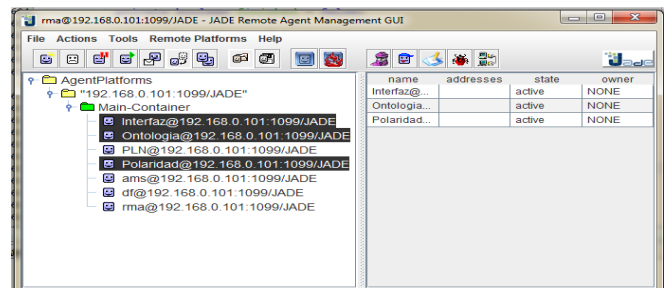 rma@192.168.0.101:1099/JADE - JADE Remote Agent Management GUI
File Actions Tools Remote Platforms Help
Jade
AgentPlatforms
"192.168.0.101:1099/JADE"
Main-Container
Interfaz@192.168.0.101:1099/JADE
Ontologia@192.168.0.101:1099/JADE
PLN@192.168.0.101:1099/JADE
Polaridad@192.168.0.101:1099/JADE
ams@192.168.0.101:1099/JADE
df@192.168.0.101:1099/JADE
rma@192.168.0.101:1099/JADE
name addresses state owner
Interfaz@... active NONE
Ontologia... active NONE
Polaridad... active NONE